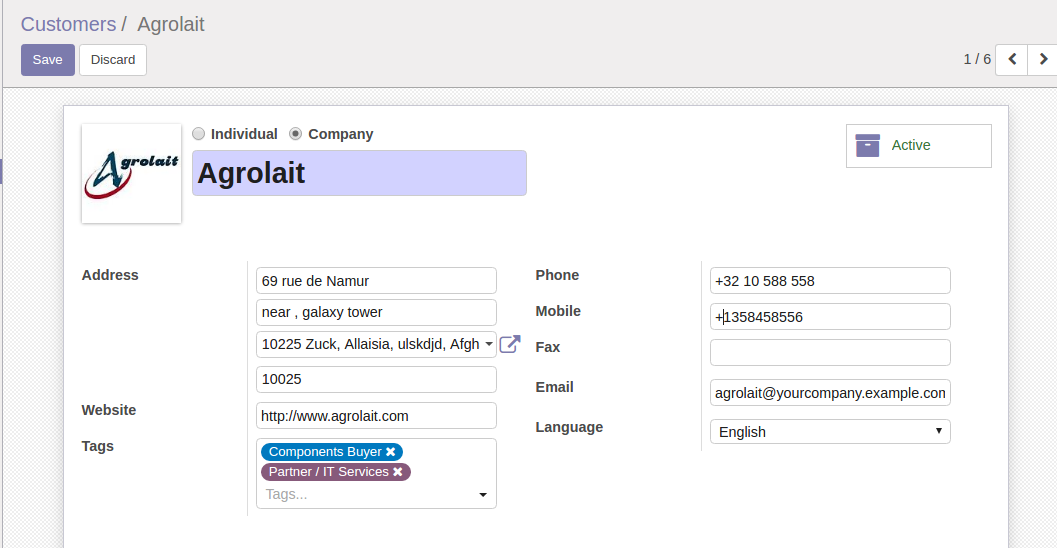 Customers / Agrolait
Save Discard
1 / 6
Agrolait
Individual Company
Agrolait
Active
Address
69 rue de Namur
near , galaxy tower
10225 Zuck, Allaisia, ulskdjd, Afgh
10025
Website
http://www.agrolait.com
Tags
Components Buyer ✖
Partner / IT Services ✖
Tags...
Phone
+32 10 588 558
Mobile
+1358458556
Fax
Email
agrolait@yourcompany.example.con
Language
English